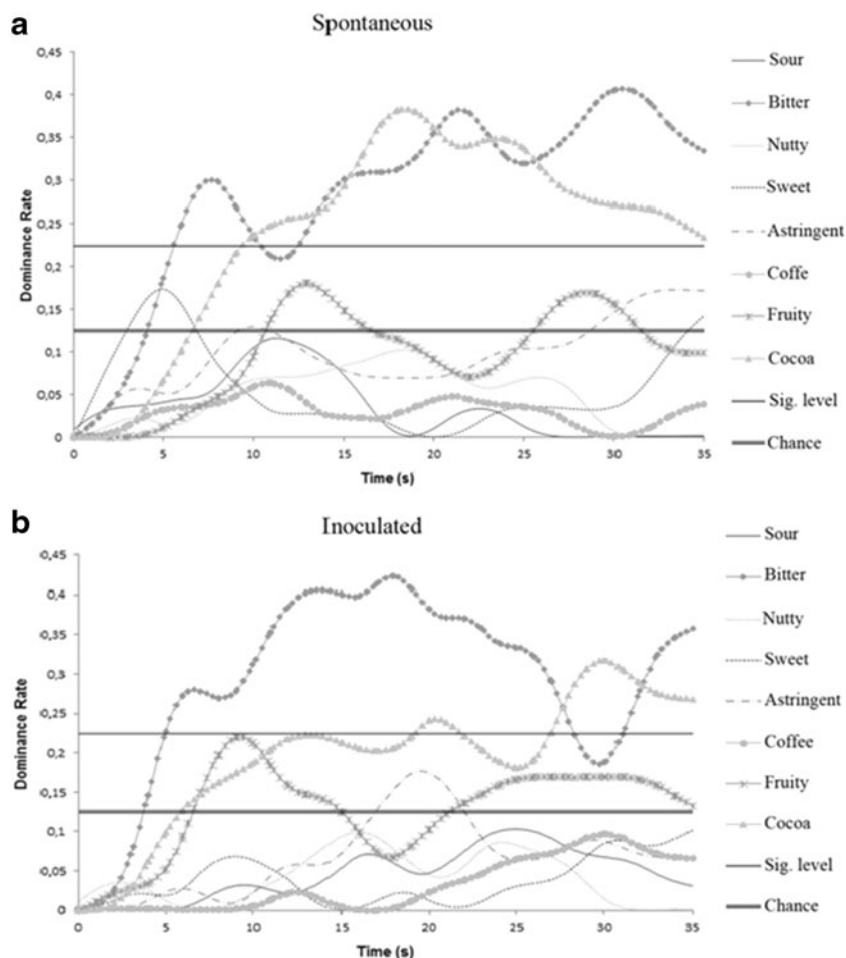 a
Spontaneous
0,45
0,4
0,35
0,3
0,25
0,2
0,15
0,1
0,05
0
Dominance Rate
0 5 10 15 20 25 30 35
Time (s)
Sour
Bitter
Nutty
Sweet
Astringent
Coffe
Fruity
Cocoa
Sig. level
Chance
b
Inoculated
0,45
0,4
0,35
0,3
0,25
0,2
0,15
0,1
0,05
0
Dominance Rate
0 5 10 15 20 25 30 35
Time (s)
Sour
Bitter
Nutty
Sweet
Astringent
Coffee
Fruity
Cocoa
Sig. level
Chance